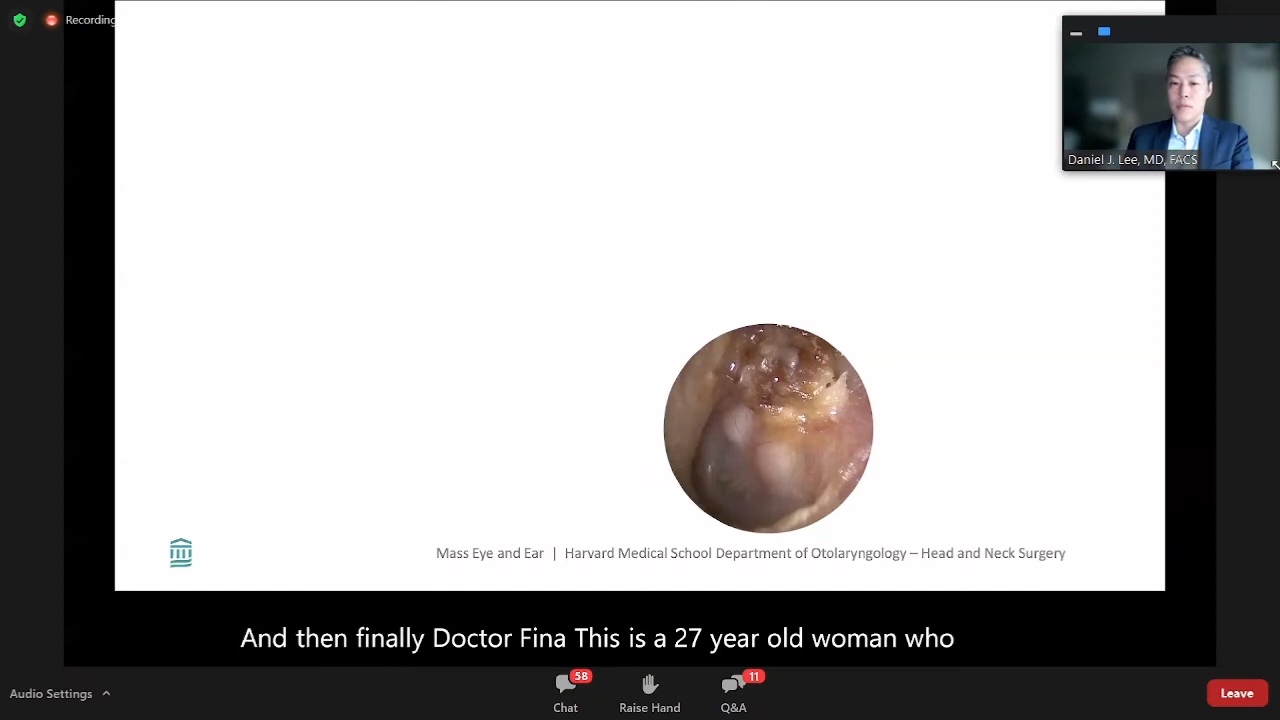 Recording
Daniel J. Lee, MD, FACS
Mass Eye and Ear | Harvard Medical School Department of Otolaryngology – Head and Neck Surgery
And then finally Doctor Fina This is a 27 year old woman who
Audio Settings
58
Chat
Raise Hand
11
Q&A
Leave